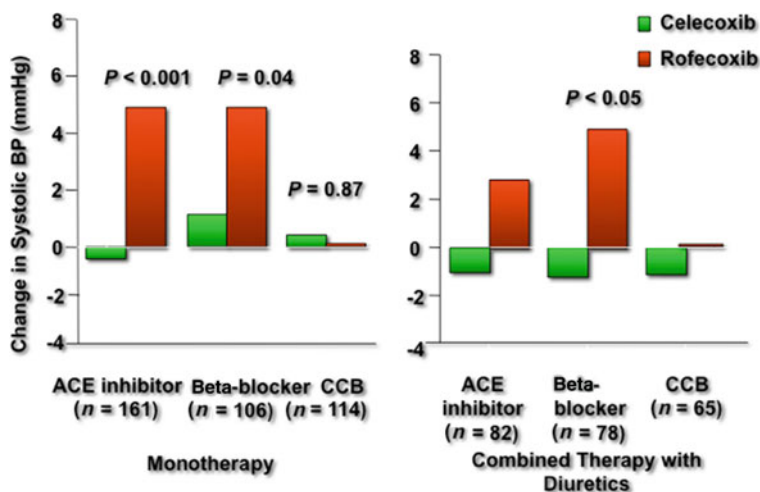 Change in Systolic BP (mmHg)
8
6
4
2
0
-2
-4
P < 0.001
P = 0.04
P = 0.87
ACE inhibitor
(n = 161)
Beta-blocker
(n = 106)
CCB
(n = 114)
Monotherapy
Celecoxib
Rofecoxib
8
6
4
2
0
-2
-4
P < 0.05
ACE
inhibitor
(n = 82)
Beta-
blocker
(n = 78)
CCB
(n = 65)
Combined Therapy with
Diuretics